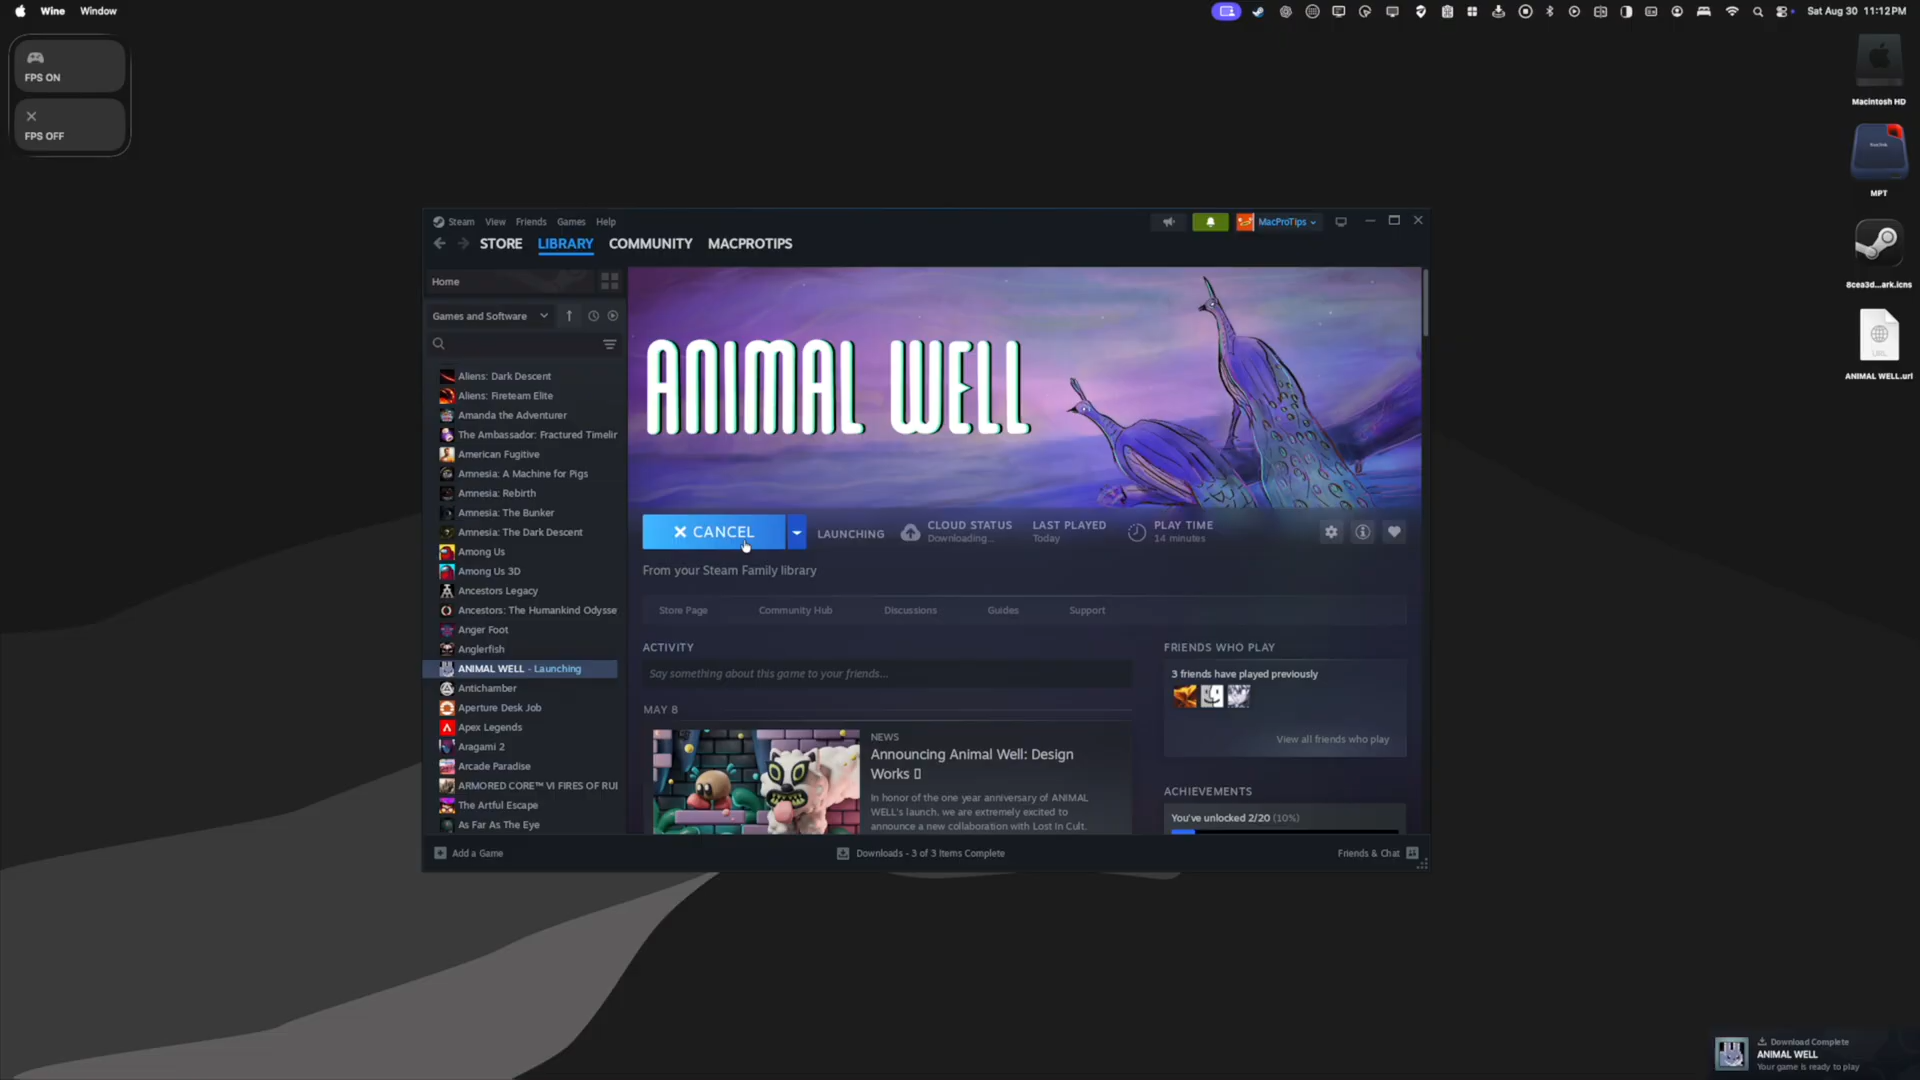 Wine Window
Sat Aug 30 11:12 PM
FPS ON
FPS OFF
Macintosh HD
SanDisk
MPT
8cea3d...ark.icns
URL
ANIMAL WELL.url
Steam View Friends Games Help
MacProTips
STORE LIBRARY COMMUNITY MACPROTIPS
Home
Games and Software
Aliens: Dark Descent
Aliens: Fireteam Elite
Amanda the Adventurer
The Ambassador: Fractured Timelin
American Fugitive
Amnesia: A Machine for Pigs
Amnesia: Rebirth
Amnesia: The Bunker
Amnesia: The Dark Descent
Among Us
Among Us 3D
Ancestors Legacy
Ancestors: The Humankind Odysse
Anger Foot
Anglerfish
ANIMAL WELL - Launching
Antichamber
Aperture Desk Job
Apex Legends
Aragami 2
Arcade Paradise
ARMORED CORE™ VI FIRES OF RUI
The Artful Escape
As Far As The Eye
ANIMAL WELL
CANCEL
LAUNCHING
CLOUD STATUS
Downloading...
LAST PLAYED
Today
PLAY TIME
14 minutes
From your Steam Family library
Store Page Community Hub Discussions Guides Support
ACTIVITY
Say something about this game to your friends...
MAY 8
NEWS
Announcing Animal Well: Design
Works
In honor of the one year anniversary of ANIMAL
WELL's launch, we are extremely excited to
announce a new collaboration with Lost In Cult.
FRIENDS WHO PLAY
3 friends have played previously
View all friends who play
ACHIEVEMENTS
You've unlocked 2/20 (10%)
Add a Game
Downloads - 3 of 3 Items Complete
Friends & Chat
Download Complete
ANIMAL WELL
Your game is ready to play